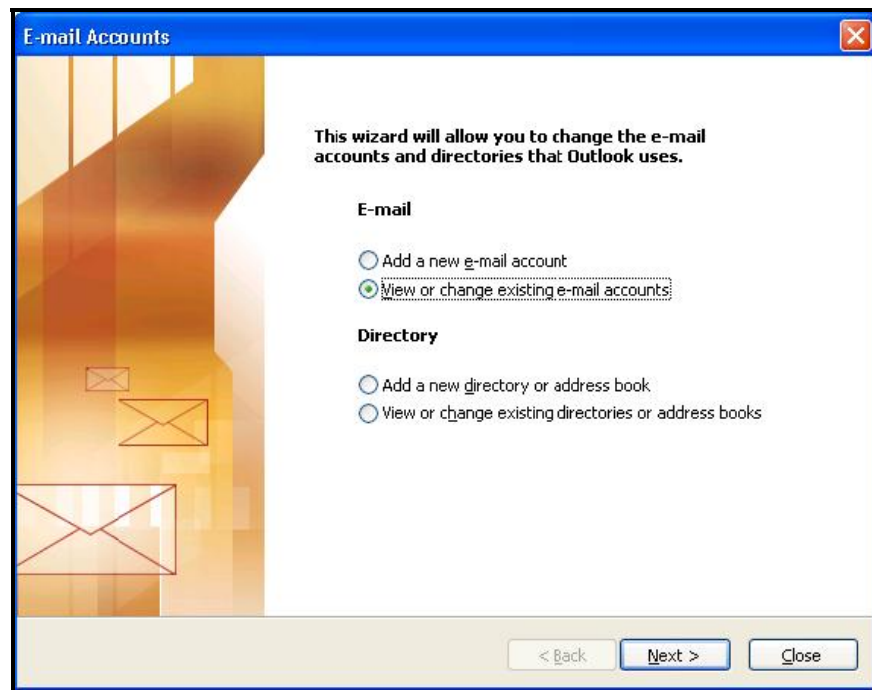 E-mail Accounts
This wizard will allow you to change the e-mail
accounts and directories that Outlook uses.
E-mail
Add a new e-mail account
View or change existing e-mail accounts
Directory
Add a new directory or address book
View or change existing directories or address books
< Back
Next >
Close